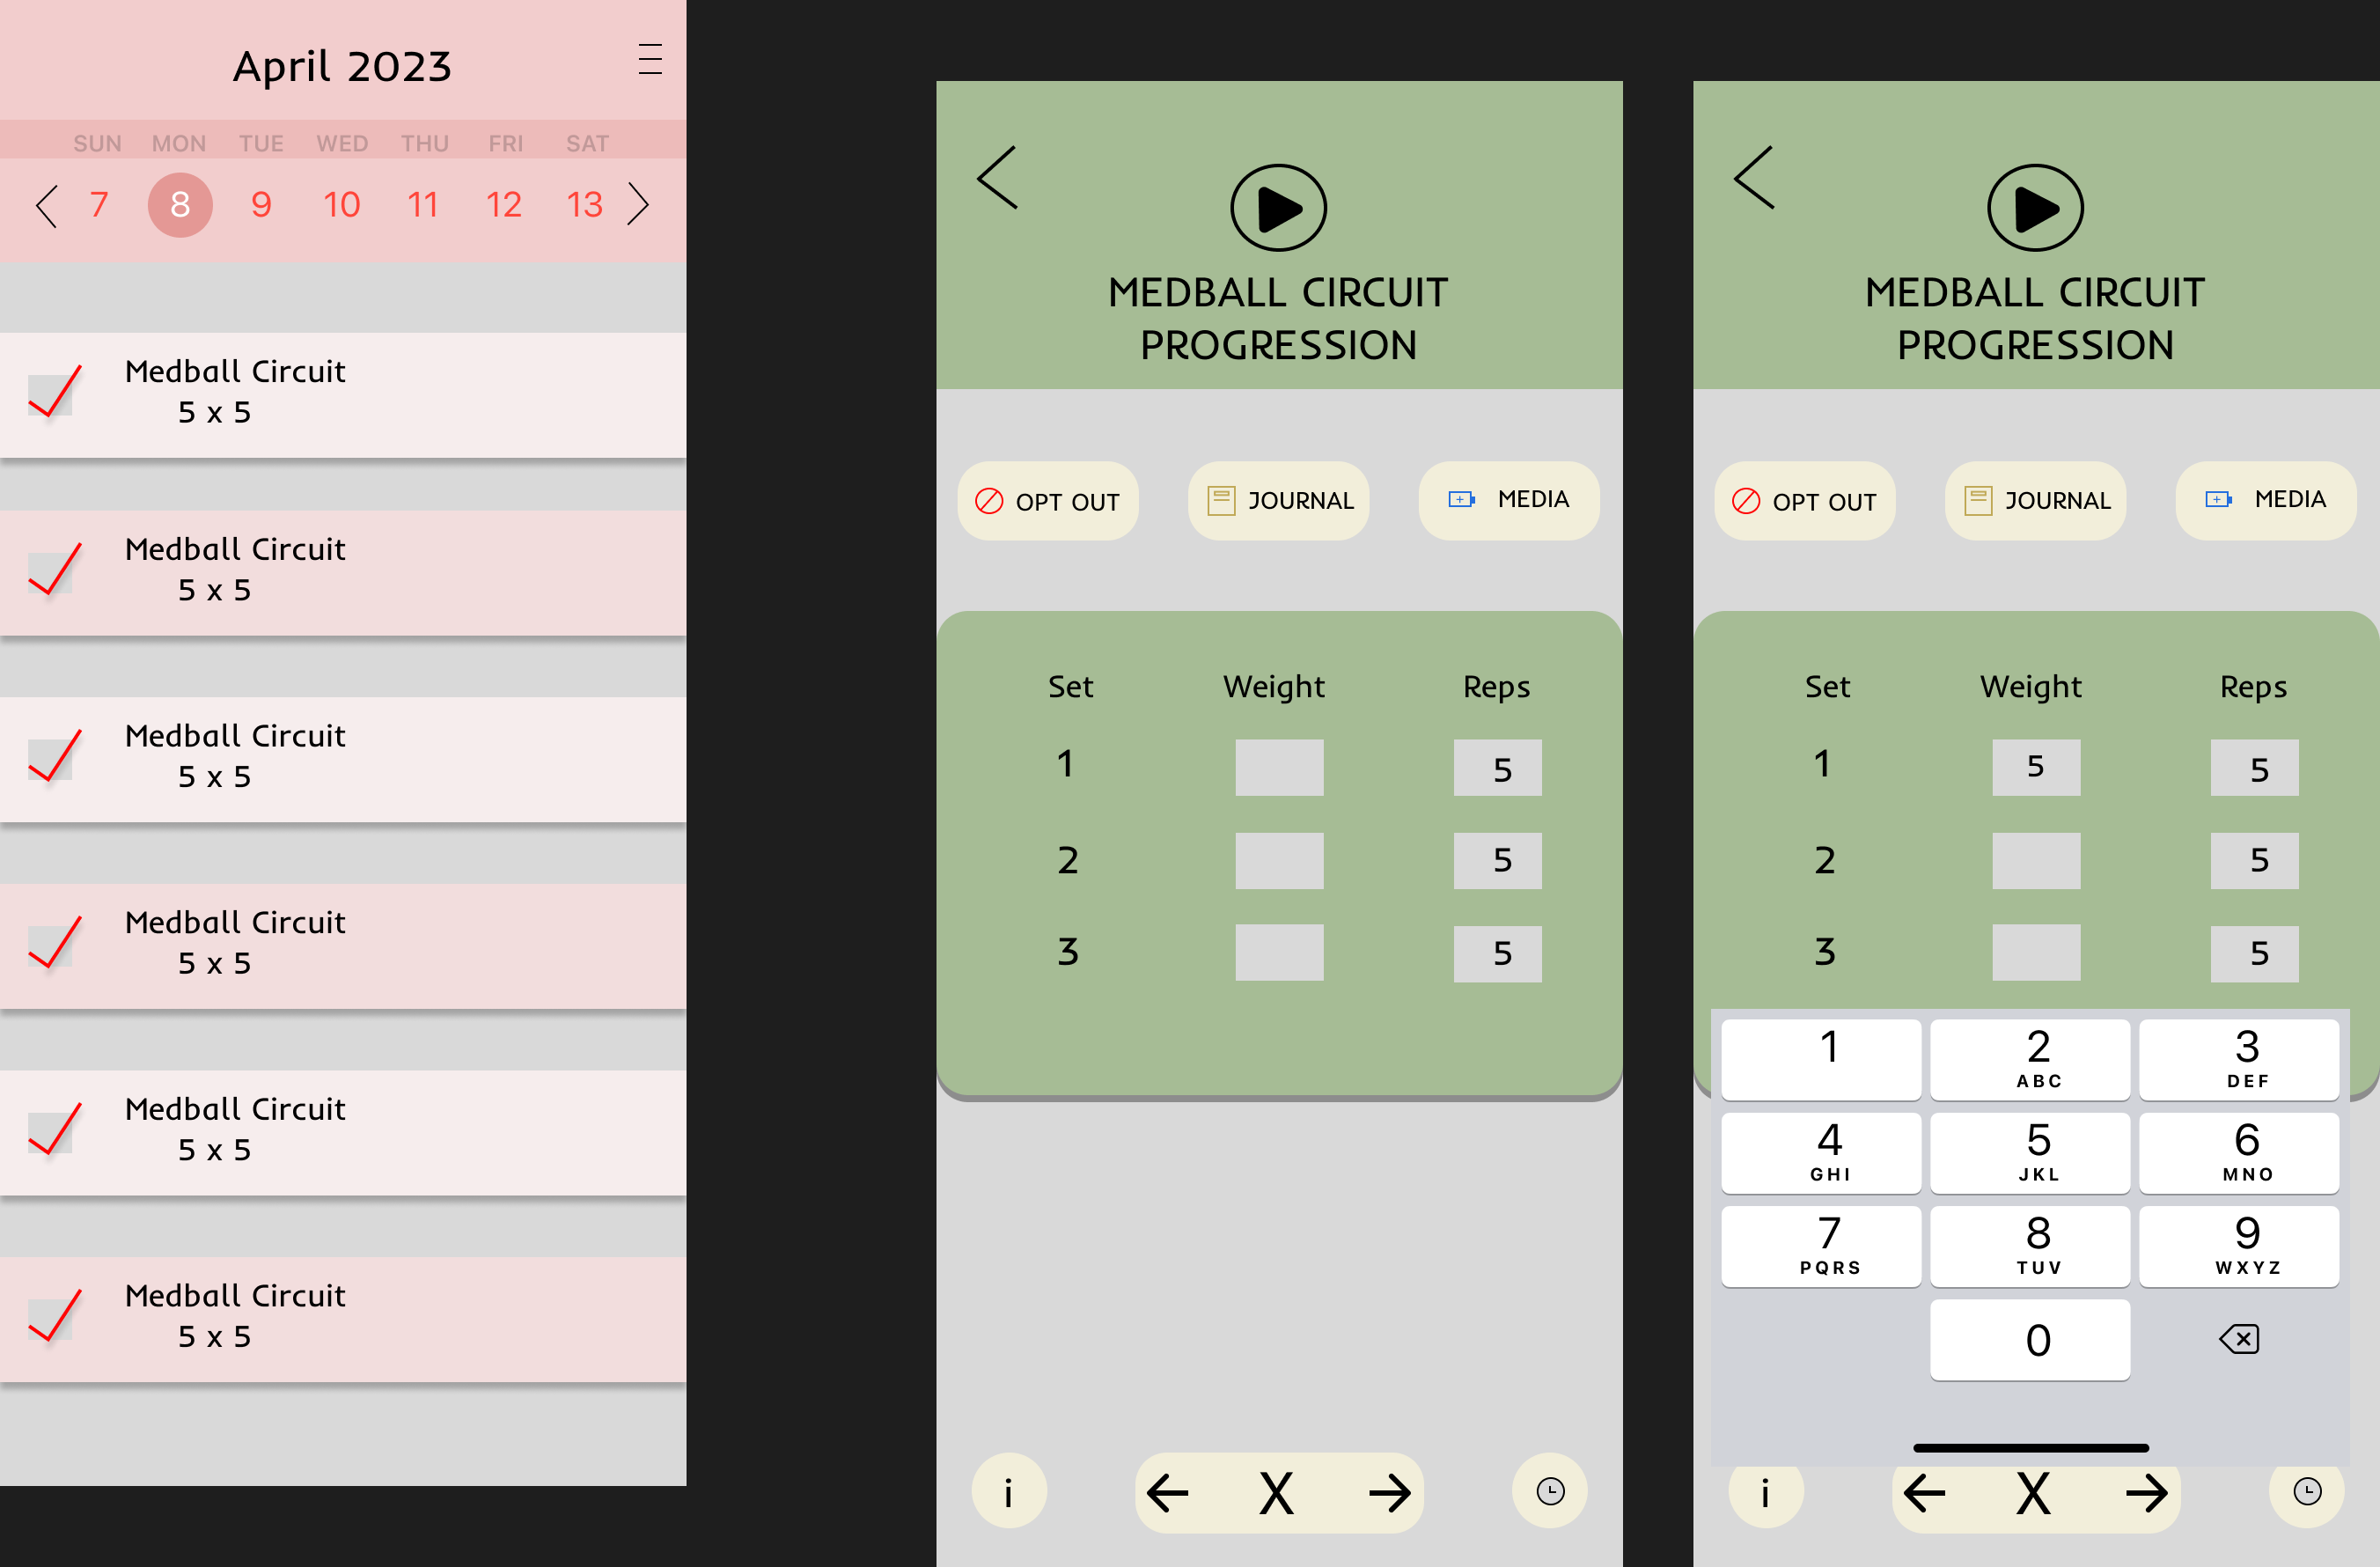 April 2023
SUN MON TUE WED THU FRI SAT
7 8 9 10 11 12 13
Medball Circuit
5 x 5
Medball Circuit
5 x 5
Medball Circuit
5 x 5
Medball Circuit
5 x 5
Medball Circuit
5 x 5
Medball Circuit
5 x 5
MEDBALL CIRCUIT
PROGRESSION
OPT OUT JOURNAL MEDIA
Set Weight Reps
1 5
2 5
3 5
i X
MEDBALL CIRCUIT
PROGRESSION
OPT OUT JOURNAL MEDIA
Set Weight Reps
1 5 5
2 5
3 5
1 2 3
ABC DEF
4 5 6
GHI JKL MNO
7 8 9
PQRS TUV WXYZ
0
i X